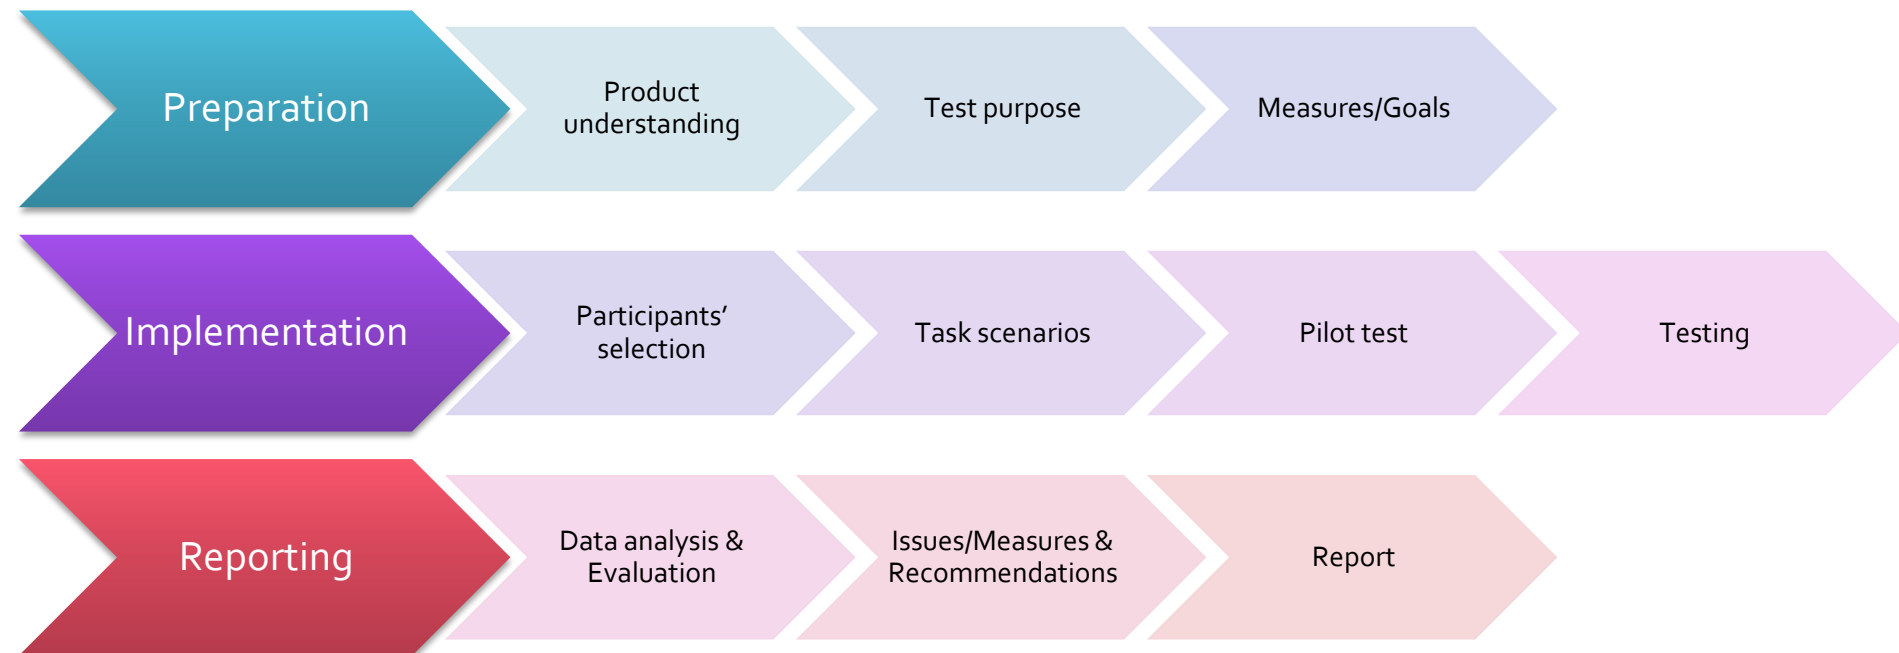 Preparation
Product
understanding
Test purpose
Measures/Goals
Implementation
Participants’
selection
Task scenarios
Pilot test
Testing
Reporting
Data analysis &
Evaluation
Issues/Measures &
Recommendations
Report